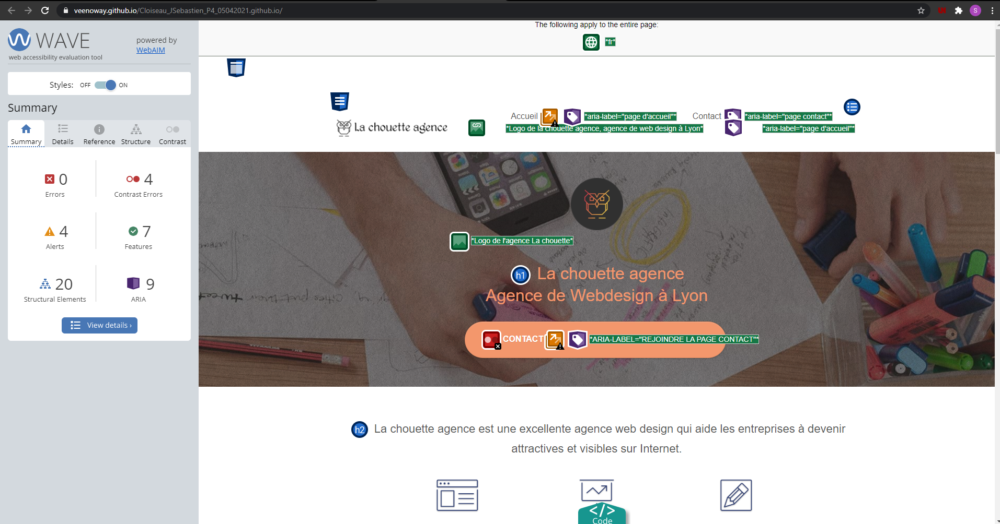 veenoway.github.io/Cloiseau_JSebastien_P4_05042021.github.io/
S
WAVE
web accessibility evaluation tool
powered by
WebAIM
Styles: OFF ON
Summary
Summary Details Reference Structure Contrast
0
Errors
4
Contrast Errors
4
Alerts
7
Features
20
Structural Elements
9
ARIA
View details ›
The following apply to the entire page:
*fr*
La chouette agence
Accueil *aria-label="page d'accueil"* Contact *aria-label="page contact"*
*Logo de la chouette agence, agence de web design à Lyon* *aria-label="page d'accueil"*
*Logo de l'agence La chouette*
h1 La chouette agence
Agence de Webdesign à Lyon
CONTACT *ARIA-LABEL="REJOINDRE LA PAGE CONTACT"*
h2 La chouette agence est une excellente agence web design qui aide les entreprises à devenir
attractives et visibles sur Internet.
</>
Code